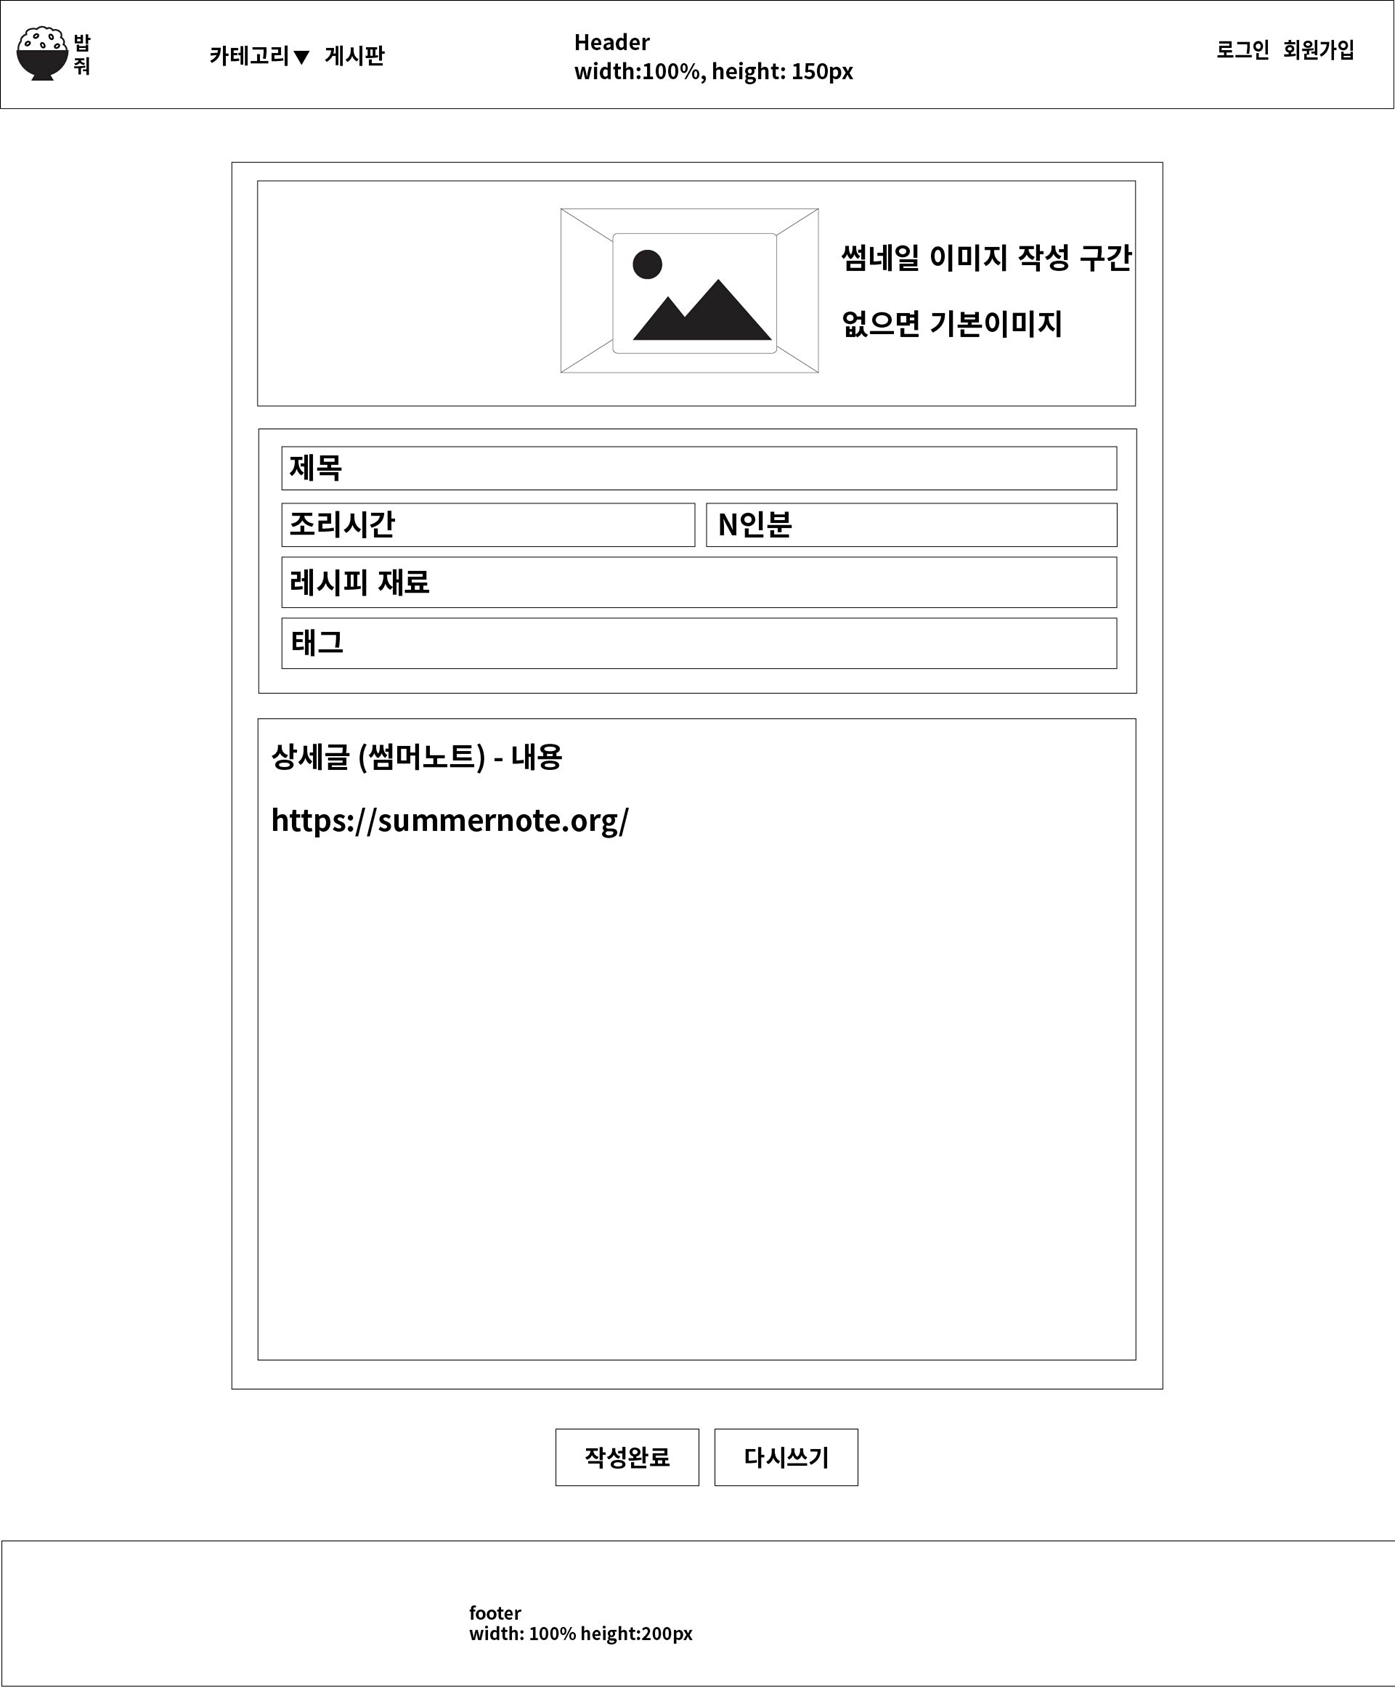 밥
줘
카테고리▼ 게시판
Header
width:100%, height: 150px
로그인 회원가입
썸네일 이미지 작성 구간
없으면 기본이미지
제목
조리시간
N인분
레시피 재료
태그
상세글 (썸머노트) - 내용
https://summernote.org/
작성완료
다시쓰기
footer
width: 100% height:200px